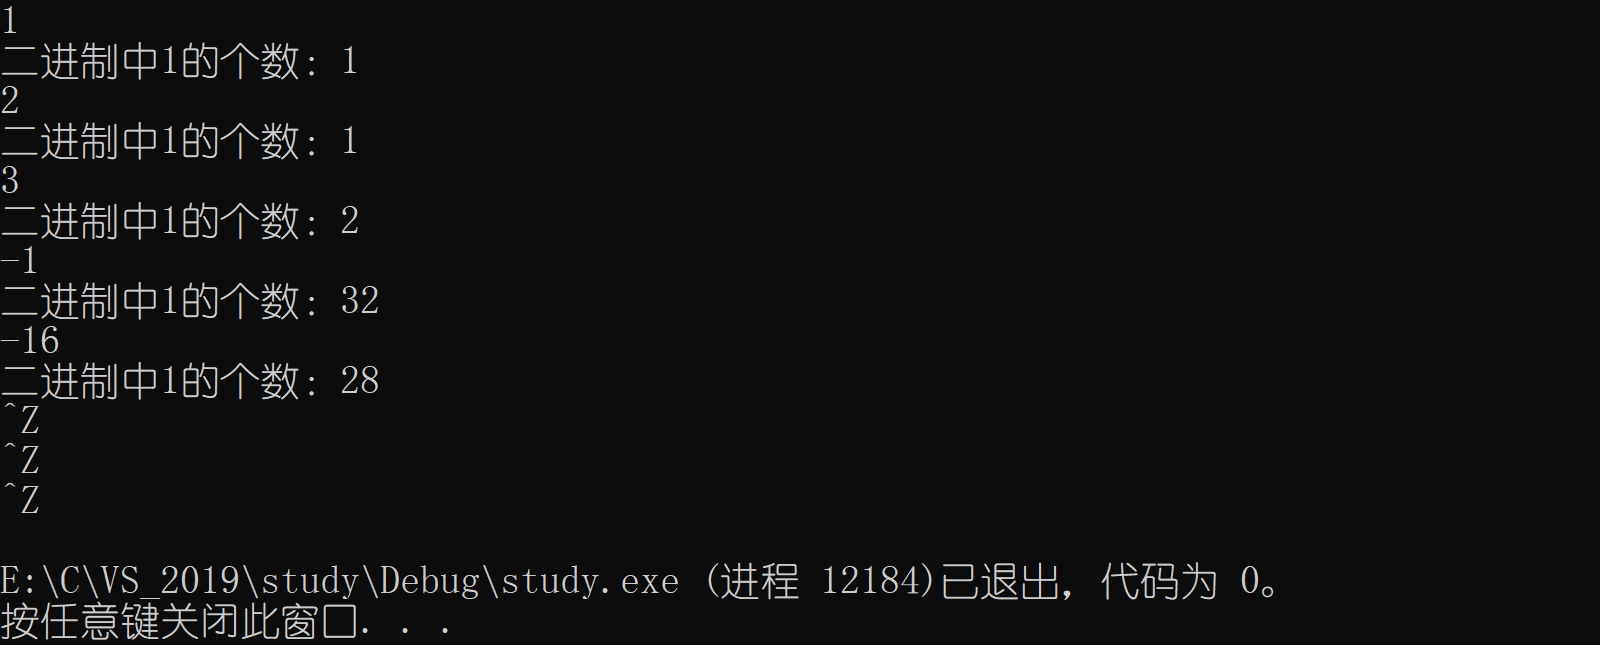 1
二进制中1的个数: 1
2
二进制中1的个数: 1
3
二进制中1的个数: 2
-1
二进制中1的个数: 32
-16
二进制中1的个数: 28
^Z
^Z
^Z
E:\C\VS_2019\study\Debug\study.exe (进程 12184)已退出，代码为 0。
按任意键关闭此窗口. . .